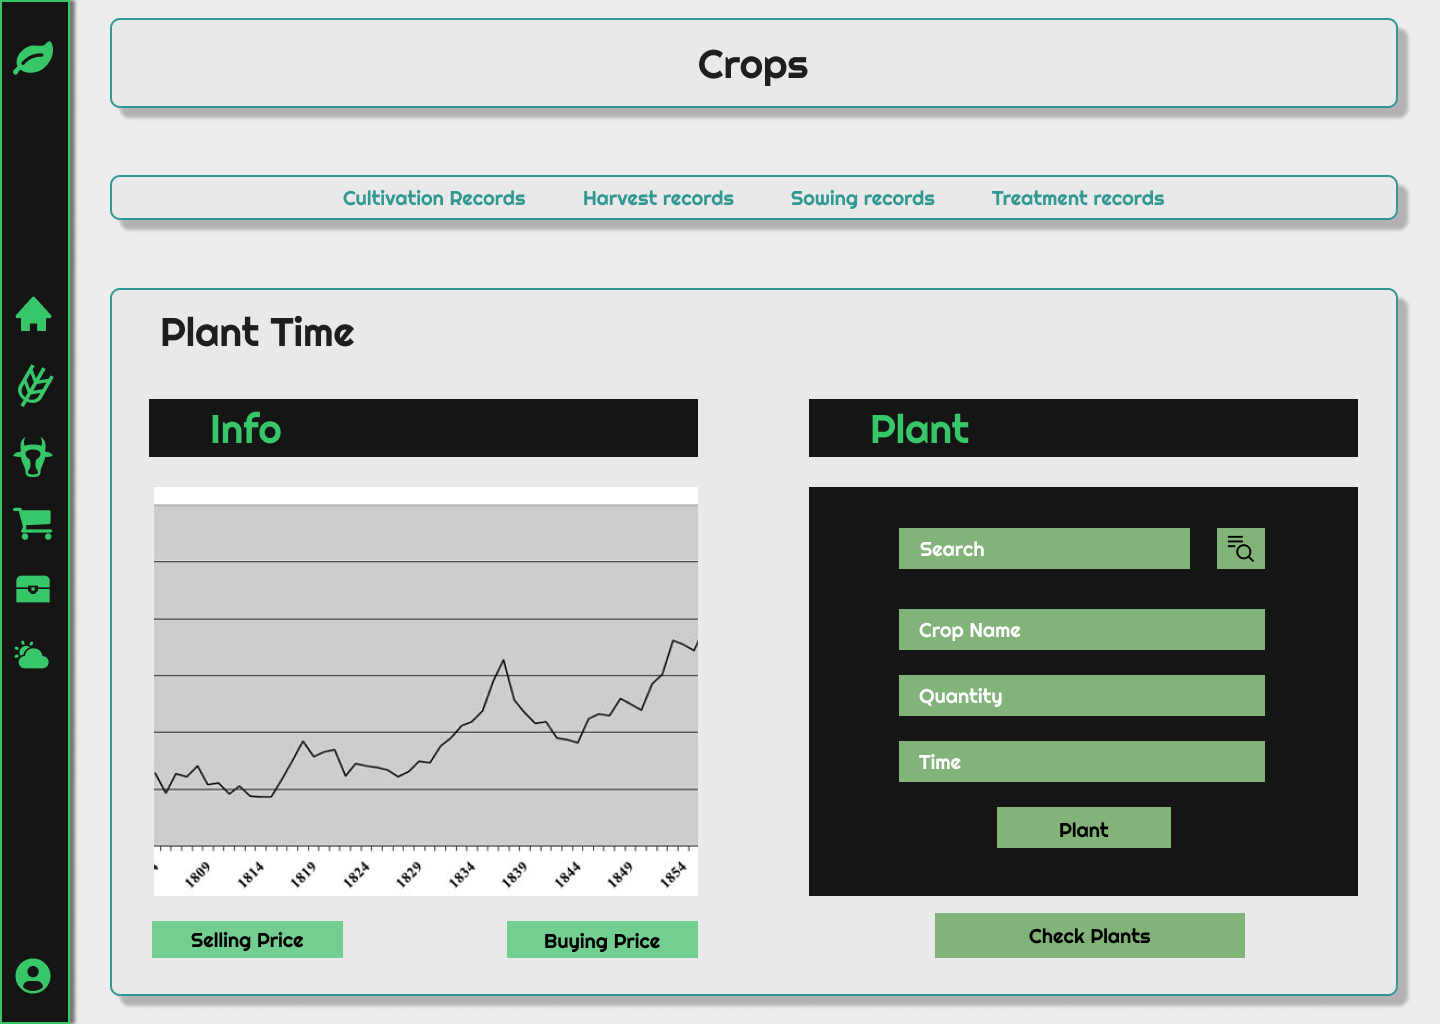 Crops
Cultivation Records Harvest records Sowing records Treatment records
Plant Time
Info
1809 1814 1819 1824 1829 1834 1839 1844 1849 1854
Selling Price Buying Price
Plant
Search
Crop Name
Quantity
Time
Plant
Check Plants